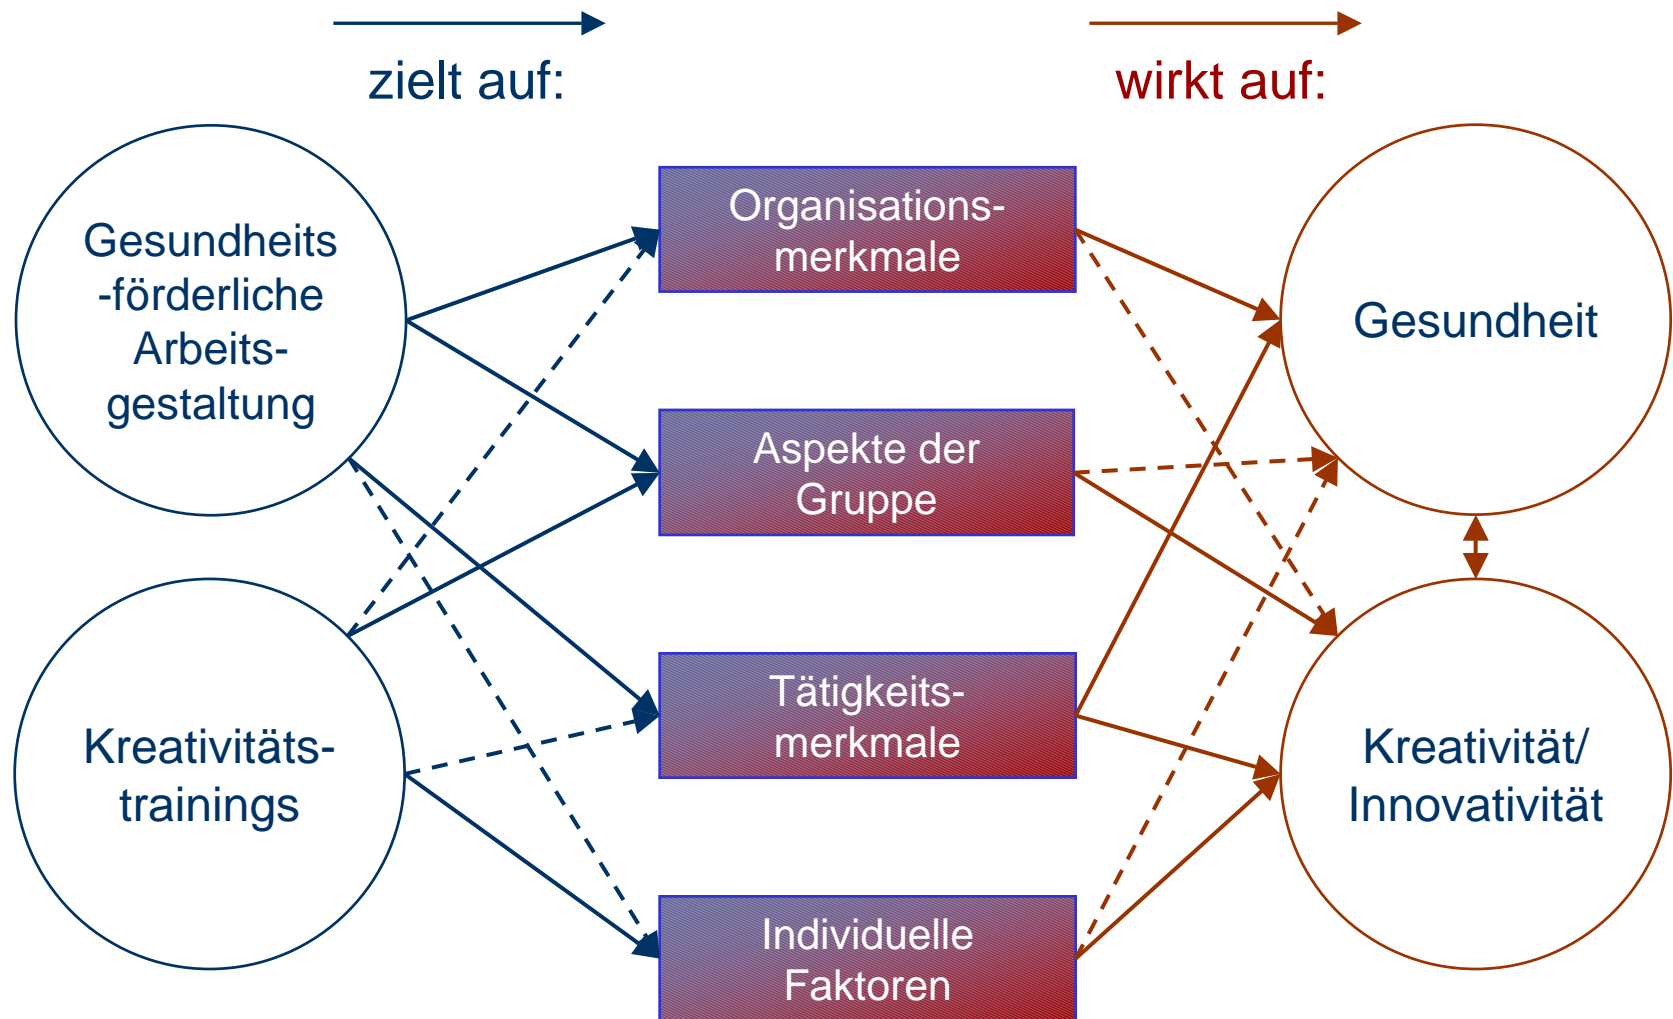 zielt auf:
wirkt auf:
Gesundheits
-förderliche
Arbeits-
gestaltung
Kreativitäts-
trainings
Organisations-
merkmale
Aspekte der
Gruppe
Tätigkeits-
merkmale
Individuelle
Faktoren
Gesundheit
Kreativität/
Innovativität